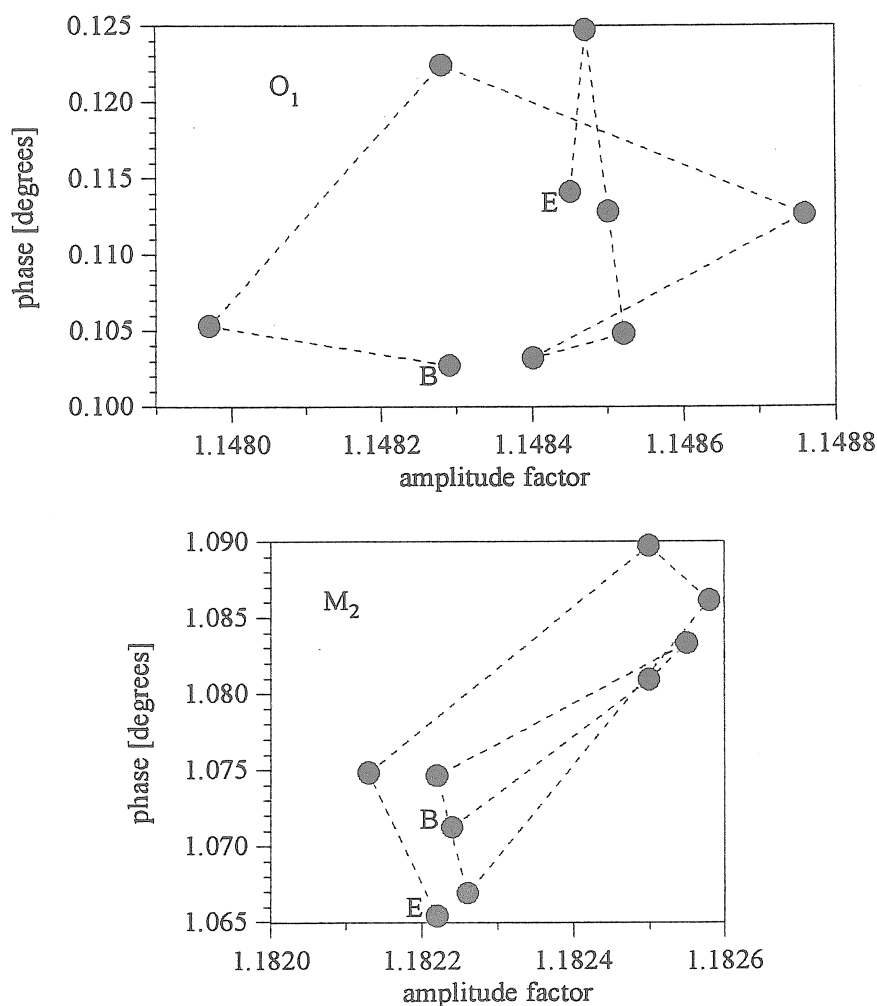 0.125
O1
0.120
0.115
E
0.110
0.105
B
0.100
phase [degrees]
1.1480 1.1482 1.1484 1.1486 1.1488
amplitude factor
1.090
M2
1.085
1.080
1.075
B
1.070
E
1.065
phase [degrees]
1.1820 1.1822 1.1824 1.1826
amplitude factor